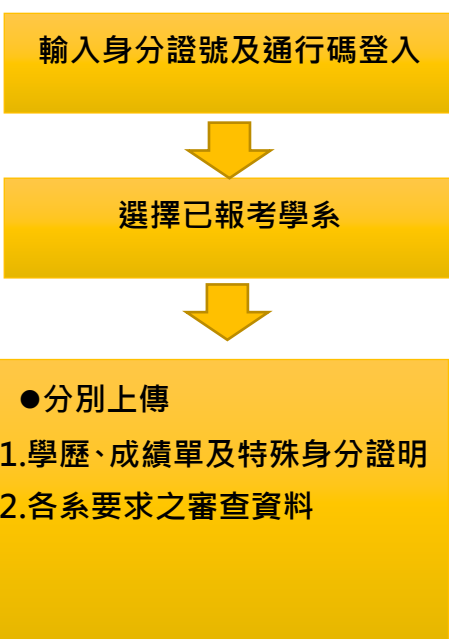 輸入身分證號及通行碼登入
選擇已報考學系
●分別上傳
1.學歷、成績單及特殊身分證明
2.各系要求之審查資料